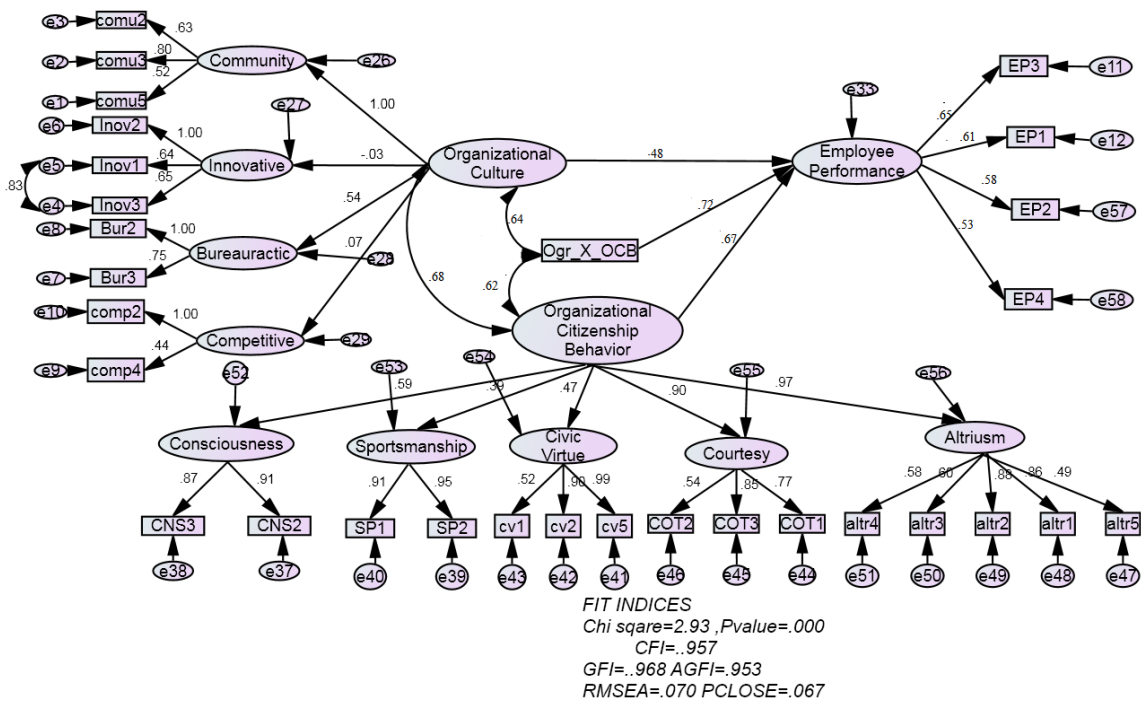 e3 comu2 .63
e2 comu3 .80 Community e26
.52
e1 comu5
e6 Inov2 1.00 e27
e5 Inov1 .64 Innovative
.83 .65
e4 Inov3
e8 Bur2 1.00
Bureauractic e28
e7 Bur3 .75
e10 comp2 1.00
Competitive e29
e9 comp4 .44
1.00
-.03
.54
.07
.68
Organizational
Culture
-48
.64
Ogr_X_OCB
.72
.62
.67
Organizational
Citizenship
Behavior
e33
Employee
Performance
.65 EP3 e11
.61 EP1 e12
.58 EP2 e57
.53 EP4 e58
e52 e53 e54 e55 e56
.59 .39 .47 .90 .97
Consciousness Sportsmanship Civic
Virtue
Courtesy Altriusm
.87 .91 .91 .95 .52 .90 .99 .54 .85 .77 .58 .60 .88 .86 .49
CNS3 CNS2 SP1 SP2 cv1 cv2 cv5 COT2 COT3 COT1 altr4 altr3 altr2 altr1 altr5
e38 e37 e40 e39 e43 e42 e41 e46 e45 e44 e51 e50 e49 e48 e47
FIT INDICES
Chi sqare=2.93 ,Pvalue=.000
CFI=..957
GFI=..968 AGFI=.953
RMSEA=.070 PCLOSE=.067